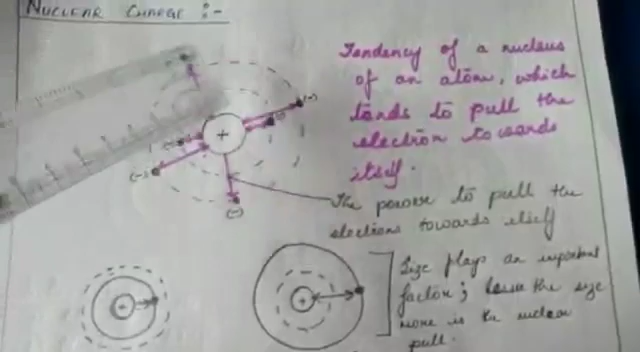 NUCLEAR CHARGE :-
Tendency of a nucleus
of an atom, which
tends to pull the
electron towards
itself.
+
(-)
(-)
(-)
The power to pull the
electrons towards itself
+
+
Size plays an important
factor; the size
more is the nuclear
pull.